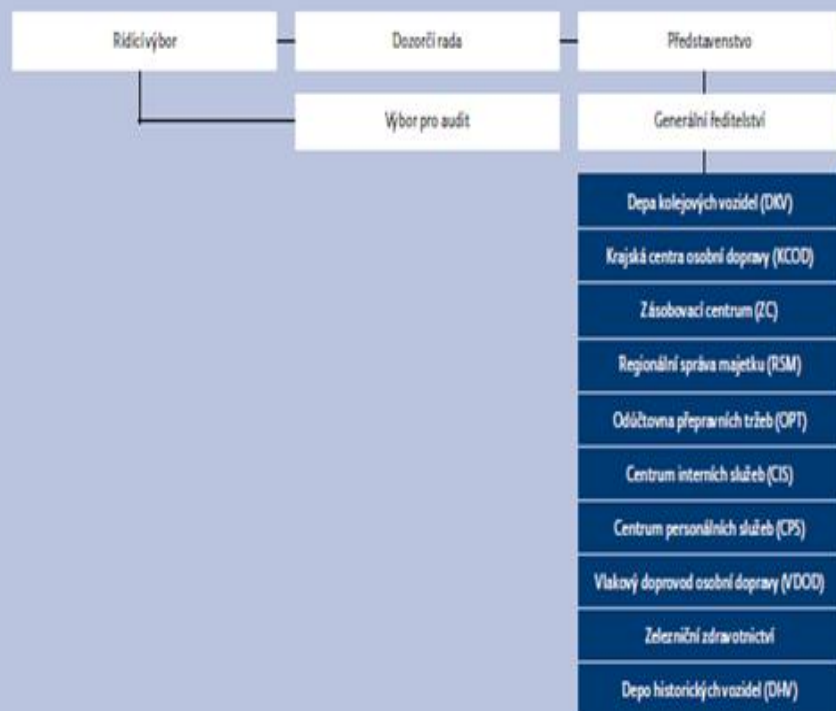 Řídicí výbor
Dozorčí rada
Představenstvo
Výbor pro audit
Generální ředitelství
Depa kolejových vozidel (DKV)
Krajská centra osobní dopravy (KCOD)
Zásobovací centrum (ZC)
Regionální správa majetku (RSM)
Odúčtovna přepravních tržeb (OPT)
Centrum interních služeb (CIS)
Centrum personálních služeb (CPS)
Vlakový doprovod osobní dopravy (VDOD)
Železniční zdravotnictví
Depo historických vozidel (DHV)